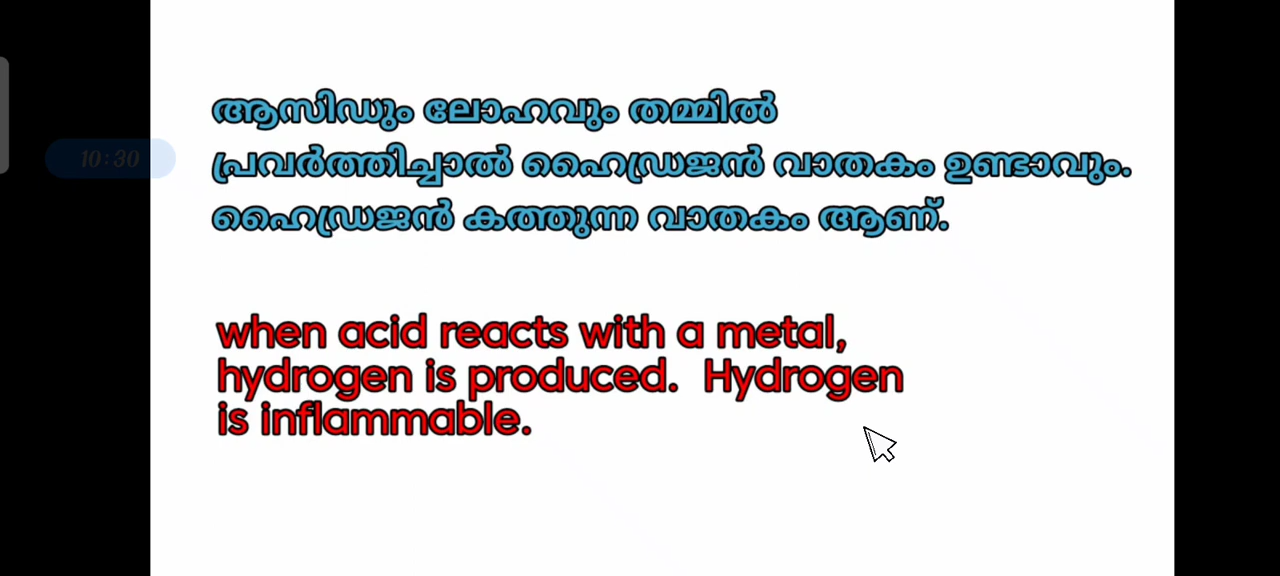 10:30
ആസിഡും ലോഹവും തമ്മിൽ
പ്രവർത്തിച്ചാൽ ഹൈഡ്രജൻ വാതകം ഉണ്ടാവും.
ഹൈഡ്രജൻ കത്തുന്ന വാതകം ആണ്.
when acid reacts with a metal,
hydrogen is produced.  Hydrogen
is inflammable.